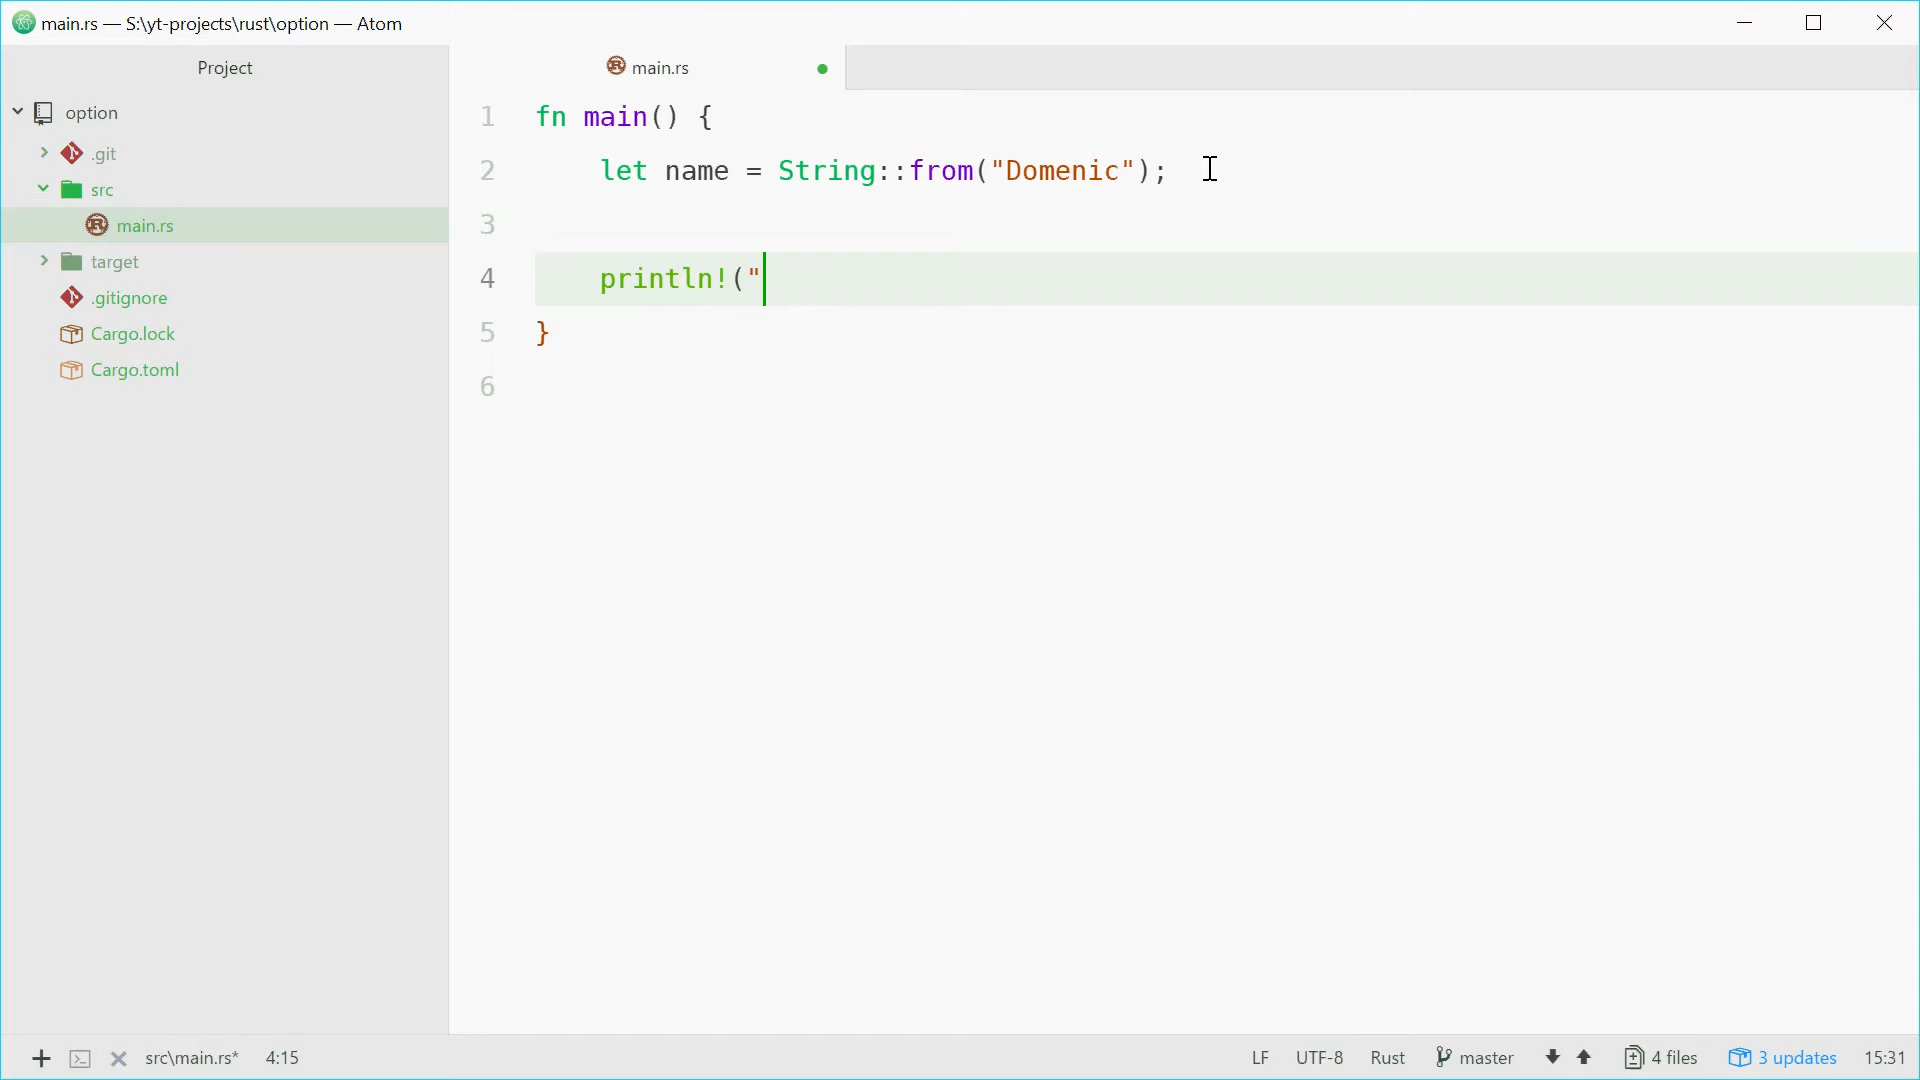 main.rs — S:\yt-projects\rust\option — Atom
Project
main.rs
option
.git
src
main.rs
target
.gitignore
Cargo.lock
Cargo.toml
1 fn main() {
2     let name = String::from("Domenic");
3
4     println!("
5 }
6
src\main.rs* 4:15 LF UTF-8 Rust master 4 files 3 updates 15:31